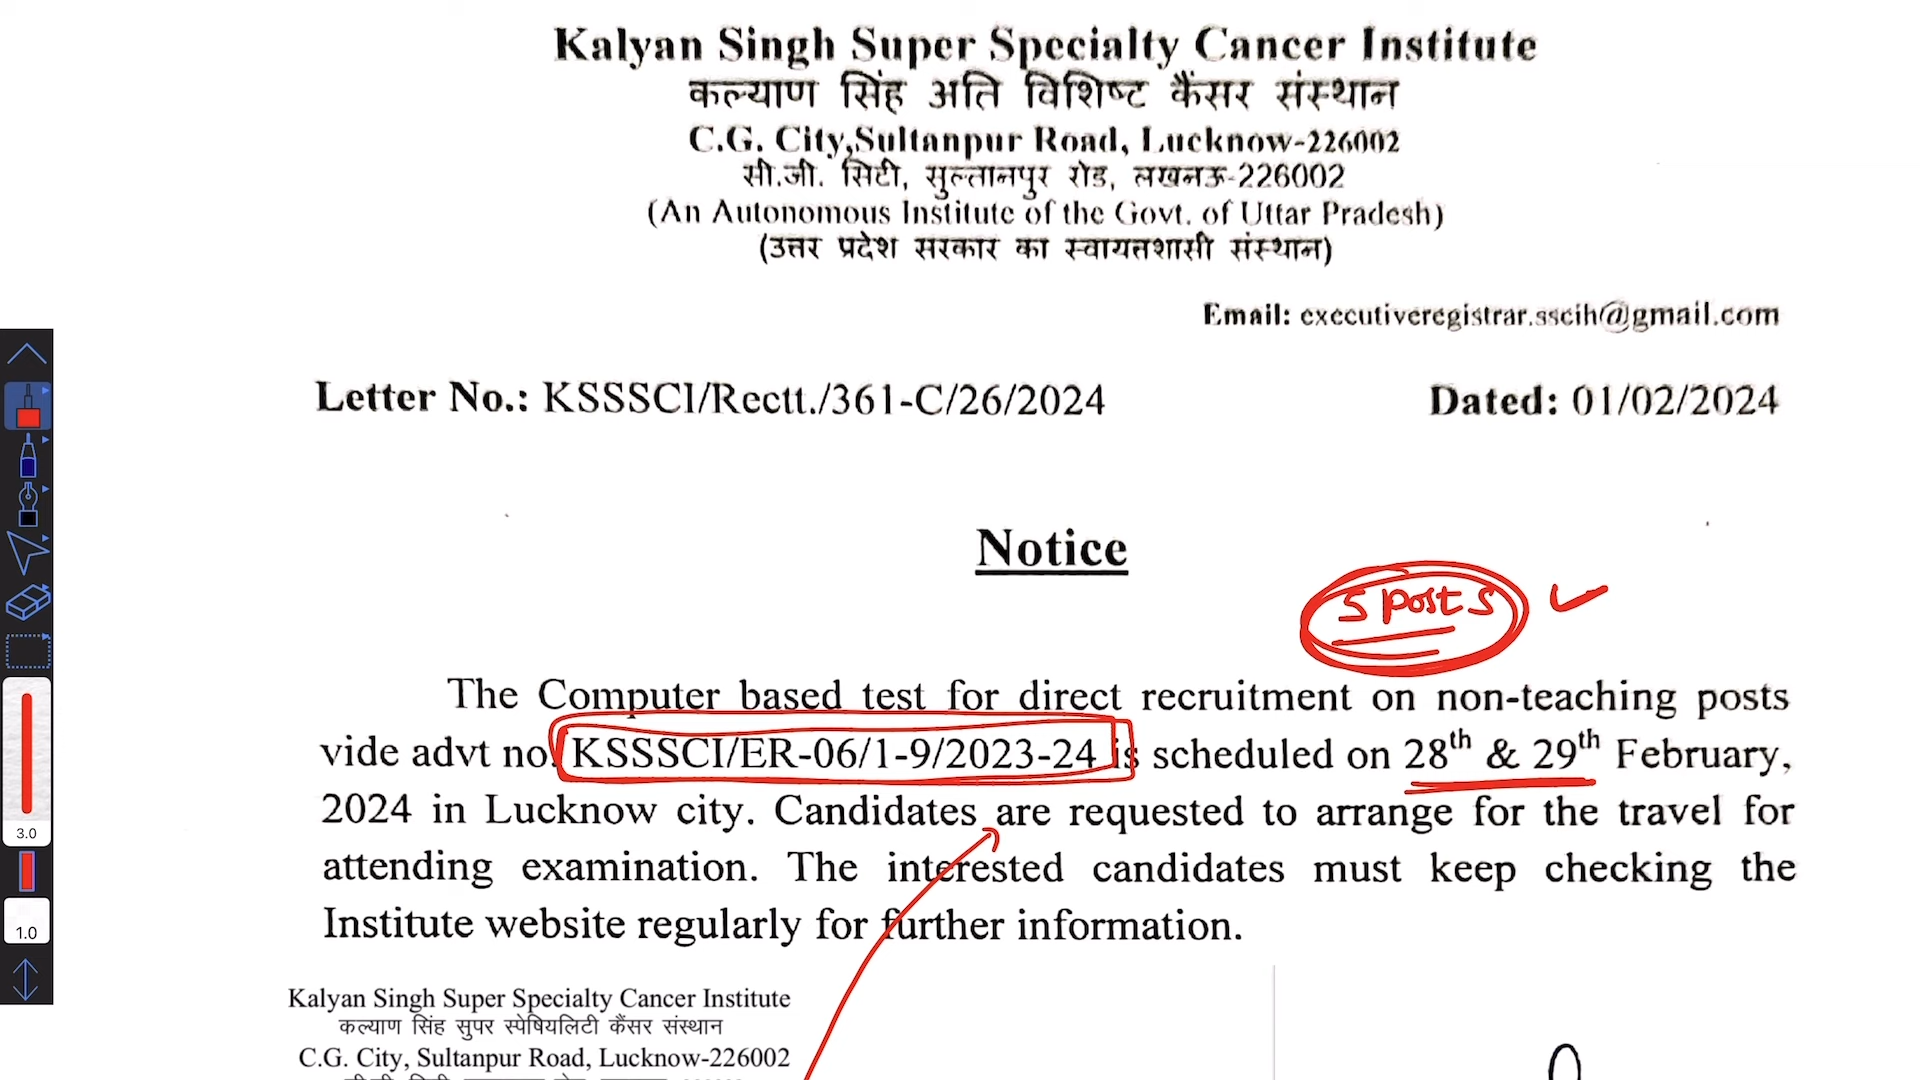 Kalyan Singh Super Specialty Cancer Institute
कल्याण सिंह अति विशिष्ट कैंसर संस्थान
C.G. City,Sultanpur Road, Lucknow-226002
सी.जी. सिटी, सुल्तानपुर रोड, लखनऊ-226002
(An Autonomous Institute of the Govt. of Uttar Pradesh)
(उत्तर प्रदेश सरकार का स्वायत्तशासी संस्थान)
Email: executiveregistrar.sscih@gmail.com
Letter No.: KSSSCI/Rectt./361-C/26/2024 Dated: 01/02/2024
Notice
5 posts
The Computer based test for direct recruitment on non-teaching posts
vide advt no. KSSSCI/ER-06/1-9/2023-24 is scheduled on 28th & 29th February,
2024 in Lucknow city. Candidates are requested to arrange for the travel for
attending examination. The interested candidates must keep checking the
Institute website regularly for further information.
Kalyan Singh Super Specialty Cancer Institute
कल्याण सिंह सुपर स्पेषियलिटी कैंसर संस्थान
C.G. City, Sultanpur Road, Lucknow-226002
3.0
1.0